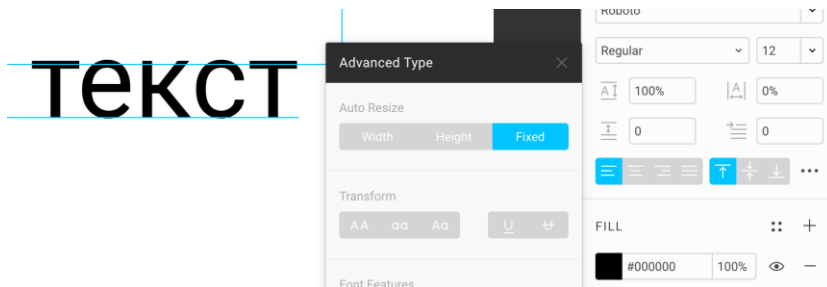 текст
Advanced Type
Auto Resize
Width Height Fixed
Transform
AA aa Aa U U
Font Features
Roboto
Regular 12
A 100% |A| 0%
0 0
FILL
#000000 100%